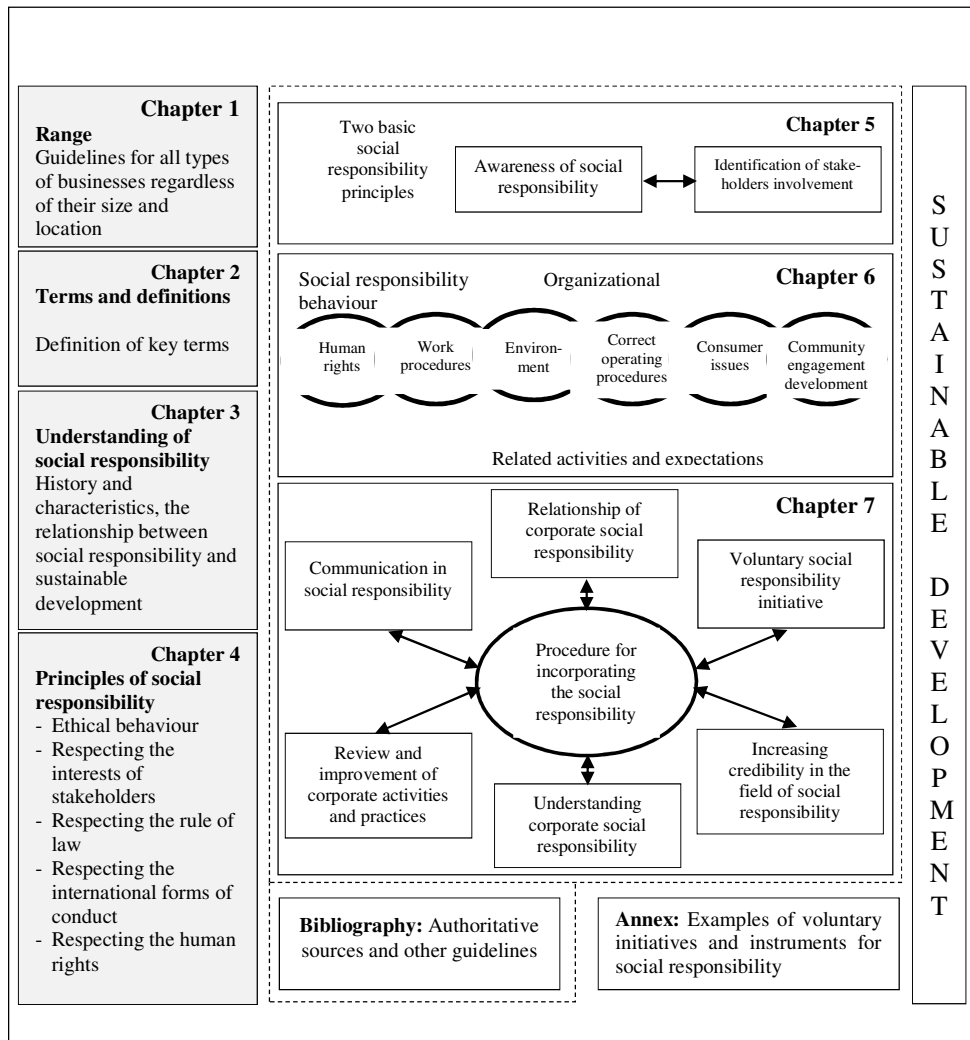 Chapter 1
Range
Guidelines for all types
of businesses regardless
of their size and
location
Chapter 2
Terms and definitions
Definition of key terms
Chapter 3
Understanding of
social responsibility
History and
characteristics, the
relationship between
social responsibility and
sustainable
development
Chapter 4
Principles of social
responsibility
- Ethical behaviour
- Respecting the
interests of
stakeholders
- Respecting the rule of
law
- Respecting the
international forms of
conduct
- Respecting the human
rights
Chapter 5
Two basic
social
responsibility
principles
Awareness of social
responsibility
Identification of stake-
holders involvement
Chapter 6
Social responsibility
behaviour
Organizational
Human
rights
Work
procedures
Environ-
ment
Correct
operating
procedures
Consumer
issues
Community
engagement
development
Related activities and expectations
Chapter 7
Relationship of
corporate social
responsibility
Communication in
social responsibility
Voluntary social
responsibility
initiative
Procedure for
incorporating
the social
responsibility
Review and
improvement of
corporate activities
and practices
Understanding
corporate social
responsibility
Increasing
credibility in the
field of social
responsibility
Bibliography: Authoritative
sources and other guidelines
Annex: Examples of voluntary
initiatives and instruments for
social responsibility
SUSTAINABLE DEVELOPMENT